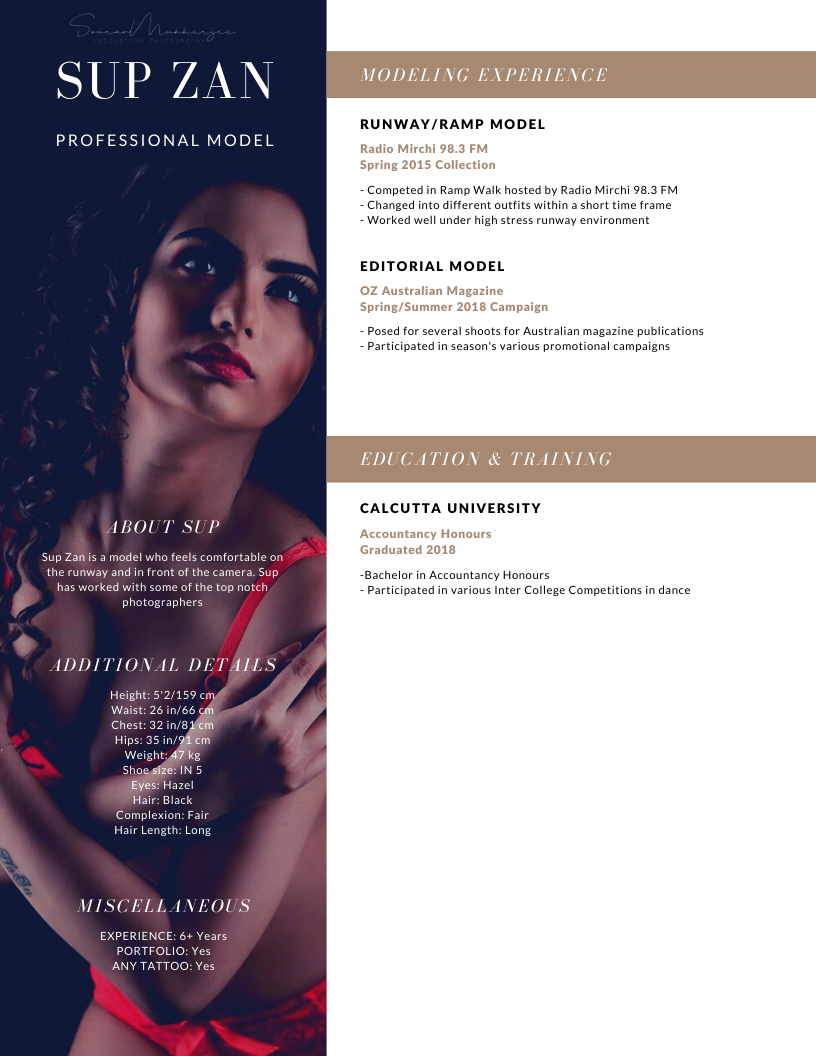 Sourav Mukherjee
SUP ZAN
PROFESSIONAL MODEL
ABOUT SUP
Sup Zan is a model who feels comfortable on
the runway and in front of the camera. Sup
has worked with some of the top notch
photographers
ADDITIONAL DETAILS
Height: 5'2/159 cm
Waist: 26 in/66 cm
Chest: 32 in/81 cm
Hips: 35 in/91 cm
Weight: 47 kg
Shoe size: IN 5
Eyes: Hazel
Hair: Black
Complexion: Fair
Hair Length: Long
MISCELLANEOUS
EXPERIENCE: 6+ Years
PORTFOLIO: Yes
ANY TATTOO: Yes
MODELING EXPERIENCE
RUNWAY/RAMP MODEL
Radio Mirchi 98.3 FM
Spring 2015 Collection
- Competed in Ramp Walk hosted by Radio Mirchi 98.3 FM
- Changed into different outfits within a short time frame
- Worked well under high stress runway environment
EDITORIAL MODEL
OZ Australian Magazine
Spring/Summer 2018 Campaign
- Posed for several shoots for Australian magazine publications
- Participated in season's various promotional campaigns
EDUCATION & TRAINING
CALCUTTA UNIVERSITY
Accountancy Honours
Graduated 2018
-Bachelor in Accountancy Honours
- Participated in various Inter College Competitions in dance